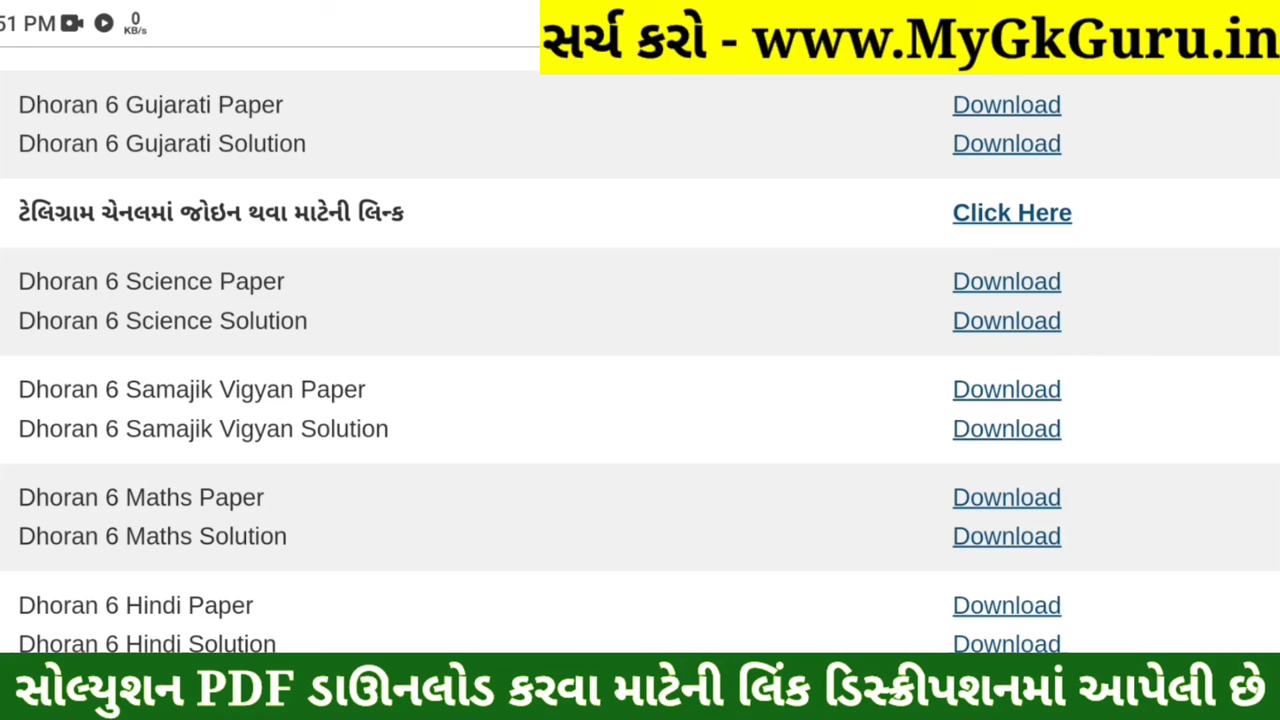 51 PM 0 KB/s
સર્ચ કરો - www.MyGkGuru.in
Dhoran 6 Gujarati Paper Download
Dhoran 6 Gujarati Solution Download
ટેલિગ્રામ ચેનલમાં જોઇન થવા માટેની લિન્ક Click Here
Dhoran 6 Science Paper Download
Dhoran 6 Science Solution Download
Dhoran 6 Samajik Vigyan Paper Download
Dhoran 6 Samajik Vigyan Solution Download
Dhoran 6 Maths Paper Download
Dhoran 6 Maths Solution Download
Dhoran 6 Hindi Paper Download
Dhoran 6 Hindi Solution Download
સોલ્યુશન PDF ડાઊનલોડ કરવા માટેની લિંક ડિસ્ક્રીપશનમાં આપેલી છે